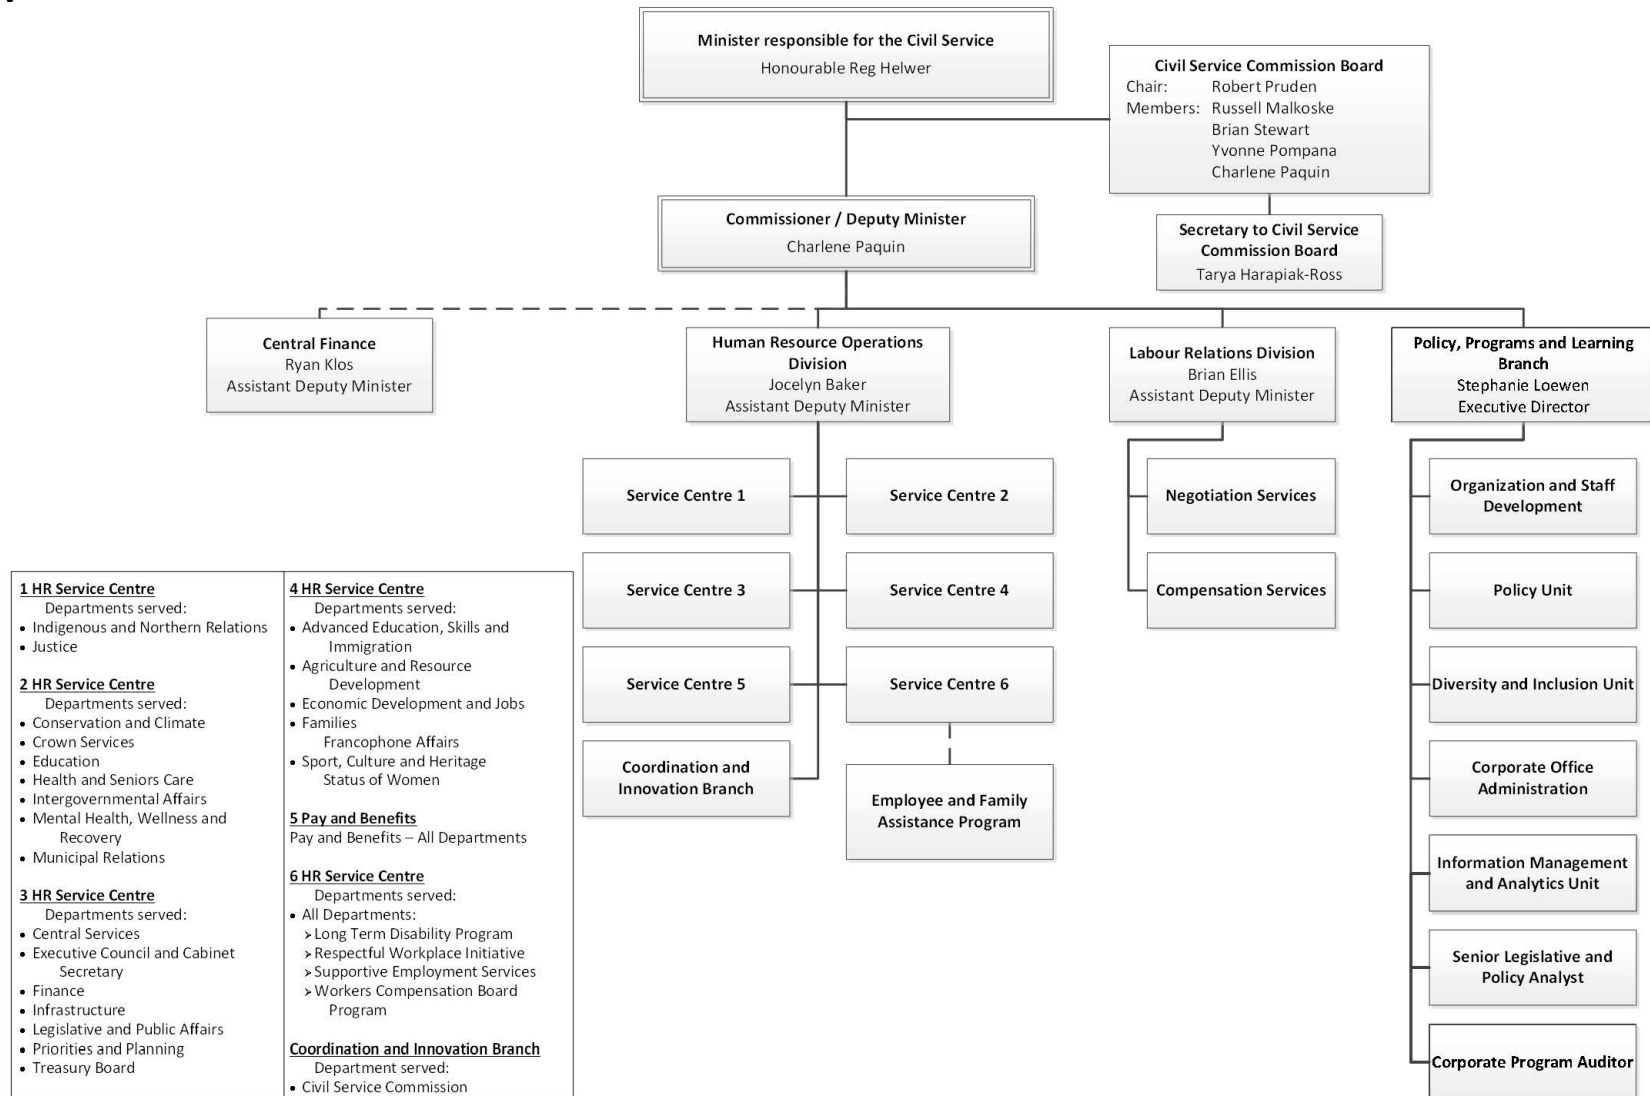 Minister responsible for the Civil Service
Honourable Reg Helwer
Civil Service Commission Board
Chair: Robert Pruden
Members: Russell Malkoske
Brian Stewart
Yvonne Pompana
Charlene Paquin
Commissioner / Deputy Minister
Charlene Paquin
Secretary to Civil Service
Commission Board
Tarya Harapiak-Ross
Central Finance
Ryan Klos
Assistant Deputy Minister
Human Resource Operations
Division
Jocelyn Baker
Assistant Deputy Minister
Labour Relations Division
Brian Ellis
Assistant Deputy Minister
Policy, Programs and Learning
Branch
Stephanie Loewen
Executive Director
Service Centre 1
Service Centre 2
Service Centre 3
Service Centre 4
Service Centre 5
Service Centre 6
Coordination and
Innovation Branch
Employee and Family
Assistance Program
Negotiation Services
Compensation Services
Organization and Staff
Development
Policy Unit
Diversity and Inclusion Unit
Corporate Office
Administration
Information Management
and Analytics Unit
Senior Legislative and
Policy Analyst
Corporate Program Auditor
1 HR Service Centre
Departments served:
• Indigenous and Northern Relations
• Justice
2 HR Service Centre
Departments served:
• Conservation and Climate
• Crown Services
• Education
• Health and Seniors Care
• Intergovernmental Affairs
• Mental Health, Wellness and
Recovery
• Municipal Relations
3 HR Service Centre
Departments served:
• Central Services
• Executive Council and Cabinet
Secretary
• Finance
• Infrastructure
• Legislative and Public Affairs
• Priorities and Planning
• Treasury Board
4 HR Service Centre
Departments served:
• Advanced Education, Skills and
Immigration
• Agriculture and Resource
Development
• Economic Development and Jobs
• Families
Francophone Affairs
• Sport, Culture and Heritage
Status of Women
5 Pay and Benefits
Pay and Benefits – All Departments
6 HR Service Centre
Departments served:
• All Departments:
➢ Long Term Disability Program
➢ Respectful Workplace Initiative
➢ Supportive Employment Services
➢ Workers Compensation Board
Program
Coordination and Innovation Branch
Department served:
• Civil Service Commission